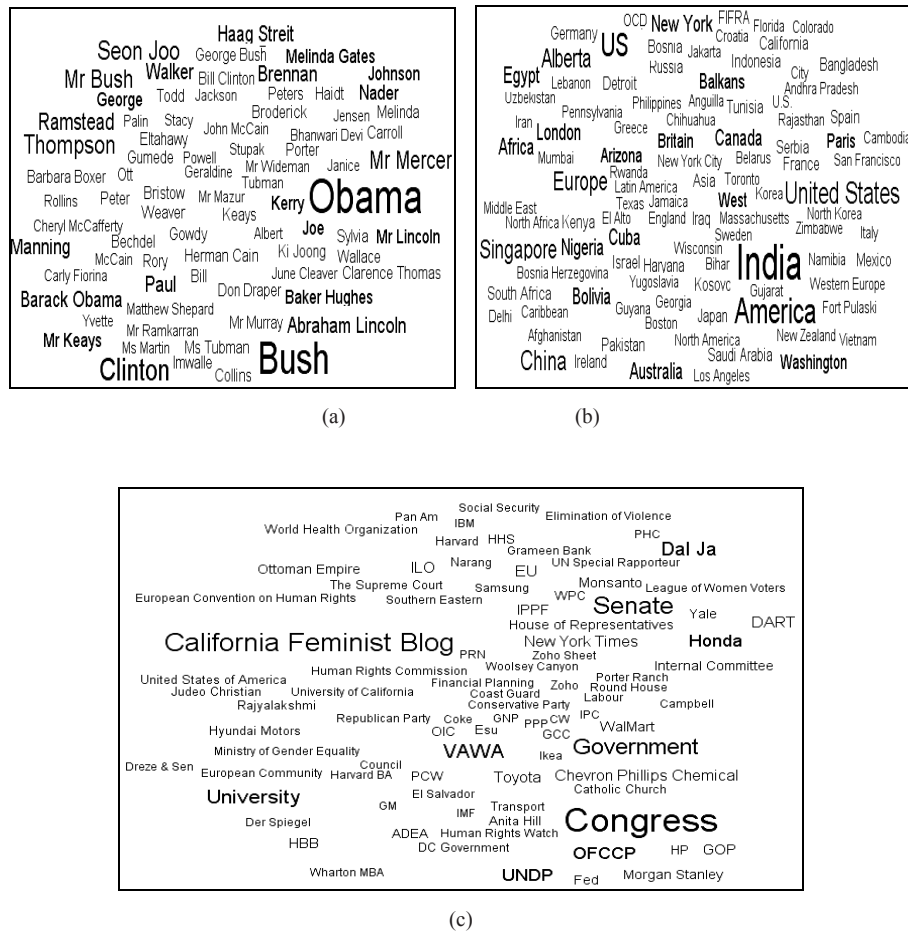 Haag Streit
Seon Joo George Bush Melinda Gates
Mr Bush Walker Bill Clinton Brennan Johnson
George Todd Jackson Peters Haidt Nader
Ramstead Palin Stacy Broderick Jensen Melinda
Thompson Eltahawy John McCain Bhanwari Devi Carroll
Gumede Powell Stupak Porter
Barbara Boxer Ott Geraldine Mr Wideman Janice Mr Mercer
Rollins Peter Bristow Mr Mazur Tubman Kerry Obama
Weaver Keays
Cheryl McCafferty Gowdy Albert Joe Sylvia Mr Lincoln
Manning Bechdel Herman Cain Ki Joong Wallace
McCain Rory
Carly Fiorina Paul Bill June Cleaver Clarence Thomas
Barack Obama Don Draper Baker Hughes
Matthew Shepard
Yvette Mr Ramkarran Mr Murray Abraham Lincoln
Mr Keays Ms Martin Ms Tubman
Clinton Imwalle Collins Bush
(a)
OCD New York FIFRA Florida Colorado
Germany US Bosnia Croatia California
Alberta Jakarta Indonesia
Egypt Lebanon Detroit Russia Balkans City Bangladesh
Andhra Pradesh
Uzbekistan Pennsylvania Philippines Anguilla Tunisia U.S.
Iran London Greece Chihuahua Rajasthan Spain
Africa Mumbai Arizona Britain Canada Serbia Paris Cambodia
New York City Belarus France San Francisco
Rwanda
Europe Latin America Asia Toronto
Texas Jamaica West Korea United States
Middle East North Africa Kenya El Alto England Iraq Massachusetts North Korea
Zimbabwe Italy
Singapore Nigeria Cuba Wisconsin Sweden
Israel Haryana Bihar India Namibia Mexico
Bosnia Herzegovina Yugoslavia Kosovo Gujarat Western Europe
South Africa Bolivia Guyana Georgia America Fort Pulaski
Delhi Caribbean Boston Japan
Afghanistan Pakistan North America New Zealand Vietnam
China Ireland Saudi Arabia Washington
Australia Los Angeles
(b)
Social Security
Pan Am IBM Elimination of Violence
World Health Organization Harvard HHS PHC
Grameen Bank Dal Ja
Ottoman Empire ILO Narang EU UN Special Rapporteur
The Supreme Court Samsung Monsanto League of Women Voters
European Convention on Human Rights Southern Eastern WPC
IPPF Senate Yale
House of Representatives DART
California Feminist Blog New York Times Honda
PRN Zoho Sheet
Human Rights Commission Woolsey Canyon Internal Committee
United States of America Financial Planning Zoho Porter Ranch
Judeo Christian University of California Coast Guard Round House
Rajyalakshmi Conservative Party Labour Campbell
Republican Party Coke GNP PPP CW IPC
Hyundai Motors OIC Esu GCC WalMart
Ministry of Gender Equality VAWA Ikea Government
Dreze & Sen European Community Council
Harvard BA PCW Toyota Chevron Phillips Chemical
Catholic Church
University El Salvador
GM IMF Transport
Der Spiegel Anita Hill Congress
HBB ADEA Human Rights Watch
DC Government OFCCP HP GOP
Wharton MBA UNDP Fed Morgan Stanley
(c)